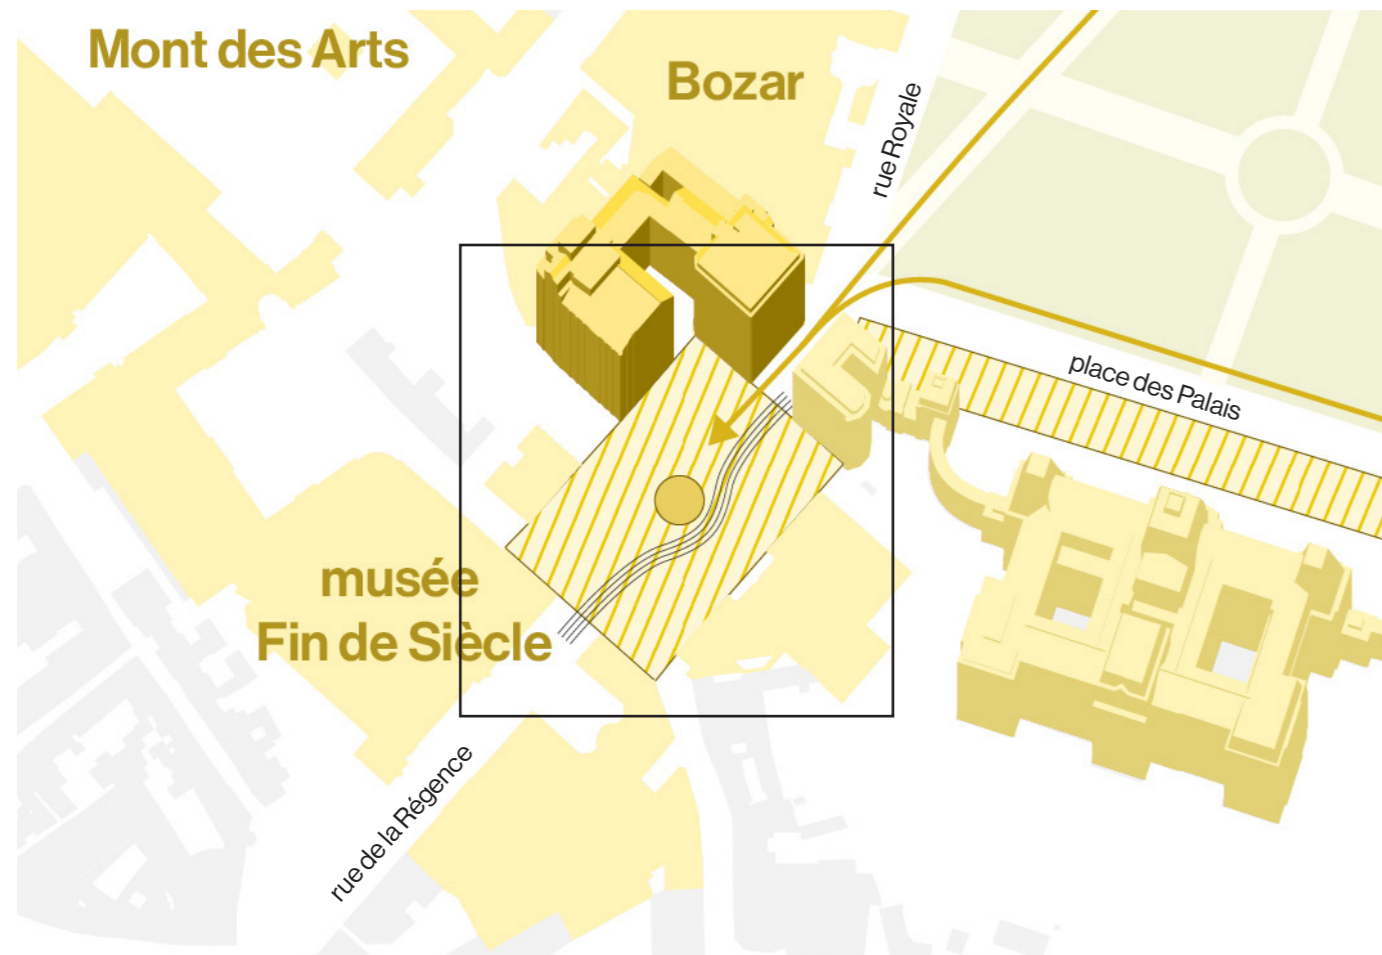 Mont des Arts
Bozar
rue Royale
place des Palais
musée
Fin de Siècle
rue de la Régence